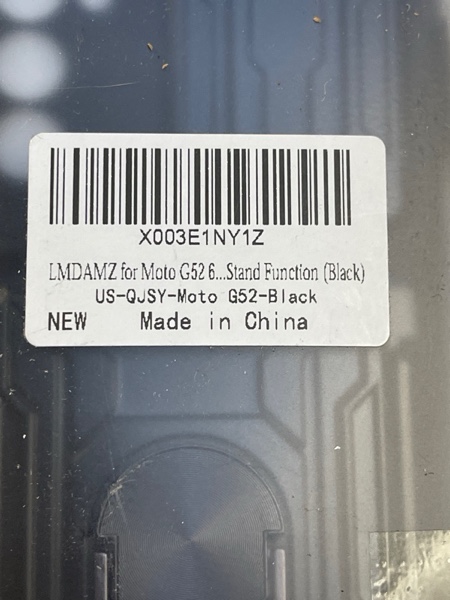 X003E1NY1Z
LMDAMZ for Moto G52 6...Stand Function (Black)
US-QJSY-Moto G52-Black
NEW Made in China